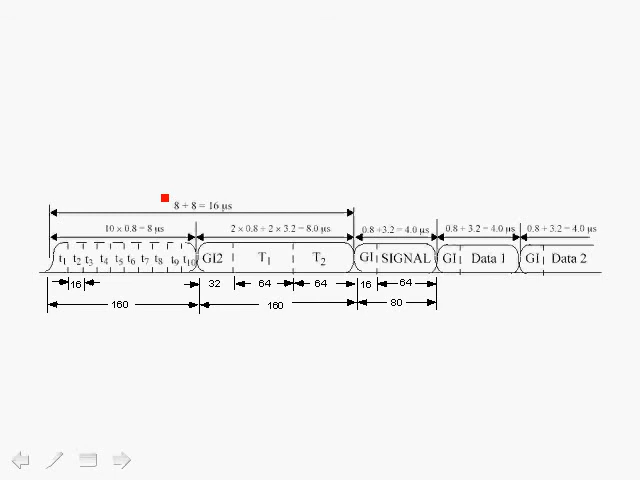 8 + 8 = 16 μs
10 × 0.8 = 8 μs 2 × 0.8 + 2 × 3.2 = 8.0 μs 0.8 +3.2 = 4.0 μs 0.8 + 3.2 = 4.0 μs 0.8 + 3.2 = 4.0 μs
t1 t2 t3 t4 t5 t6 t7 t8 t9 t10 GI2 T1 T2 GI SIGNAL GI Data 1 GI Data 2
16 32 64 64 16 64
160 160 80